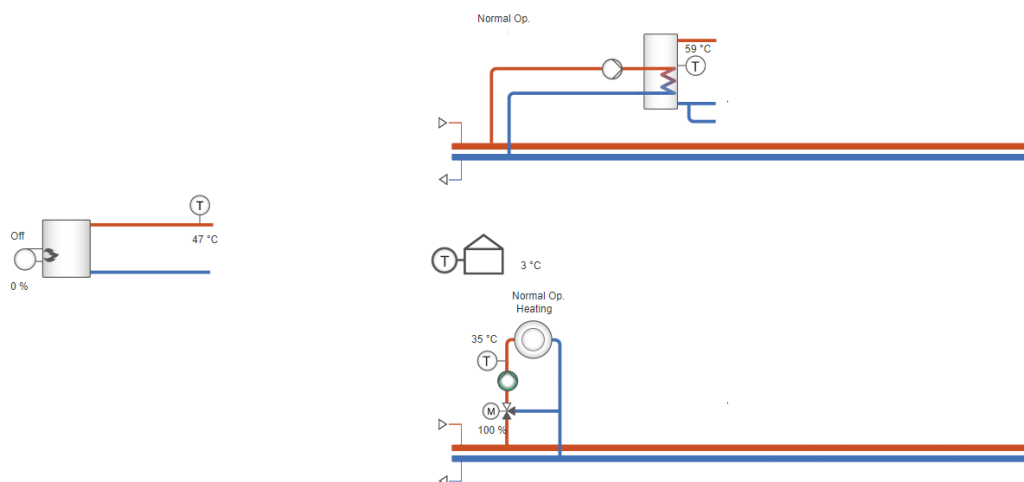 Normal Op.
59 °C
T
T
Off
47 °C
0 %
T
3 °C
Normal Op.
Heating
35 °C
T
M
100 %